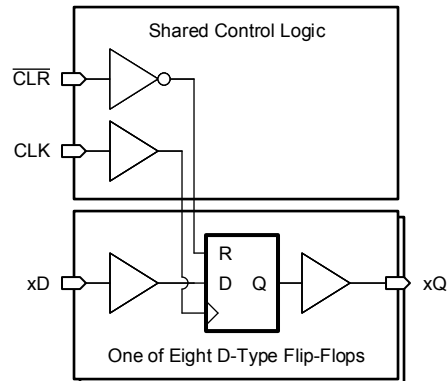 Shared Control Logic
CLR
CLK
R
xD
D Q
xQ
One of Eight D-Type Flip-Flops